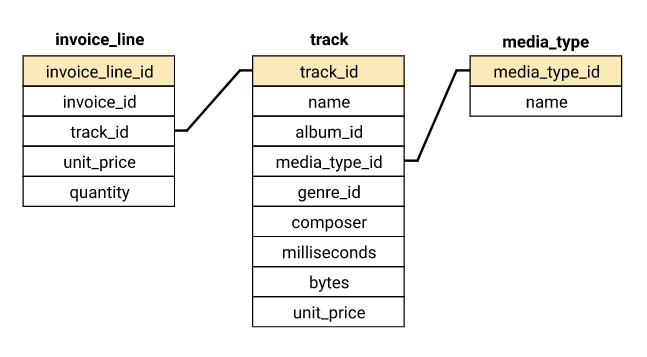 invoice_line
invoice_line_id
invoice_id
track_id
unit_price
quantity
track
track_id
name
album_id
media_type_id
genre_id
composer
milliseconds
bytes
unit_price
media_type
media_type_id
name